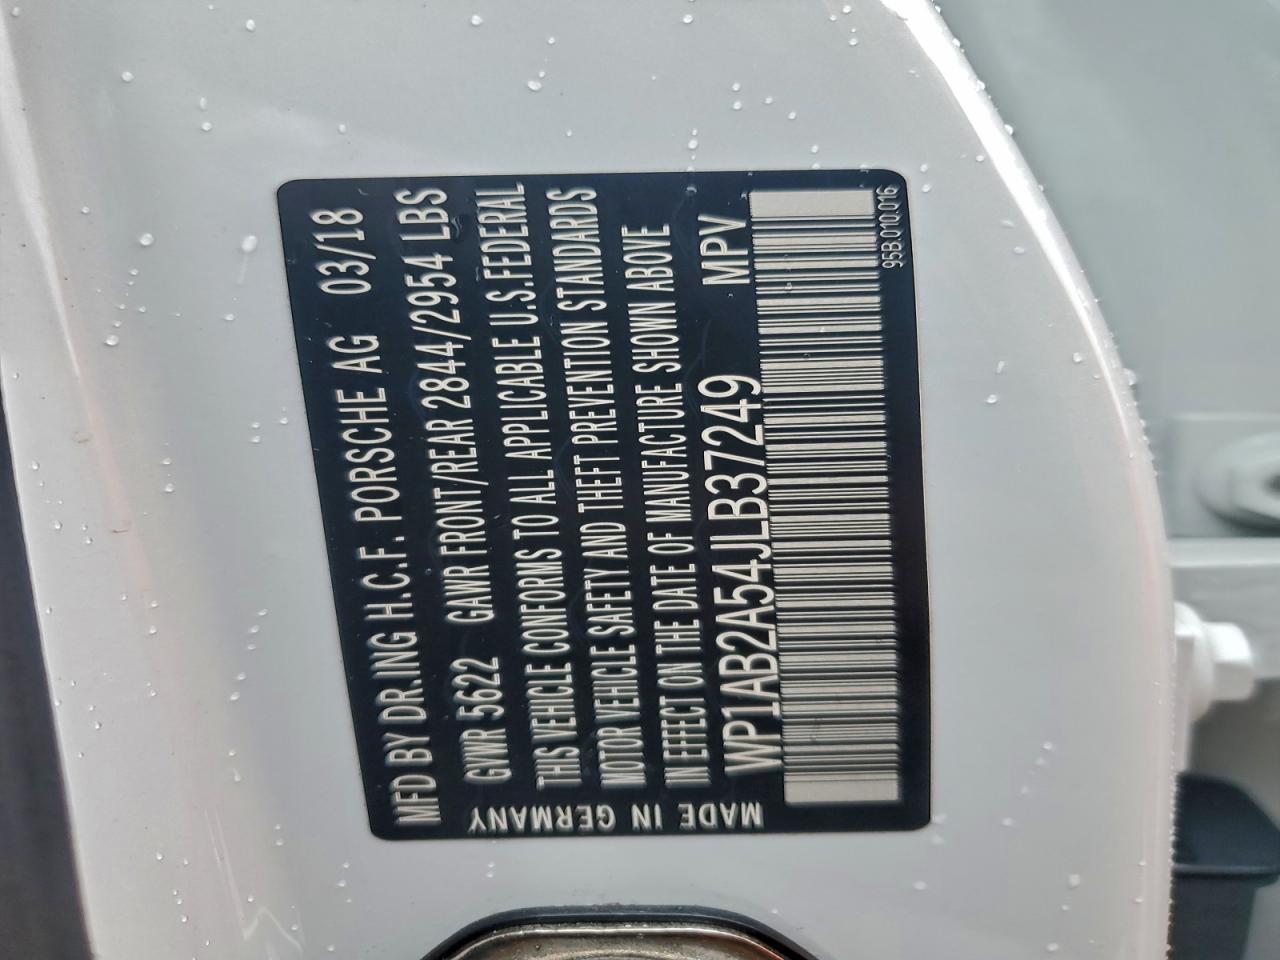 MFD BY DR.ING H.C.F. PORSCHE AG 03/18
GVWR 5622 GAWR FRONT/REAR 2844/2954 LBS
THIS VEHICLE CONFORMS TO ALL APPLICABLE U.S.FEDERAL
MOTOR VEHICLE SAFETY AND THEFT PREVENTION STANDARDS
IN EFFECT ON THE DATE OF MANUFACTURE SHOWN ABOVE
WP1AB2A54JLB37249 MPV
95B.010.016
MADE IN GERMANY